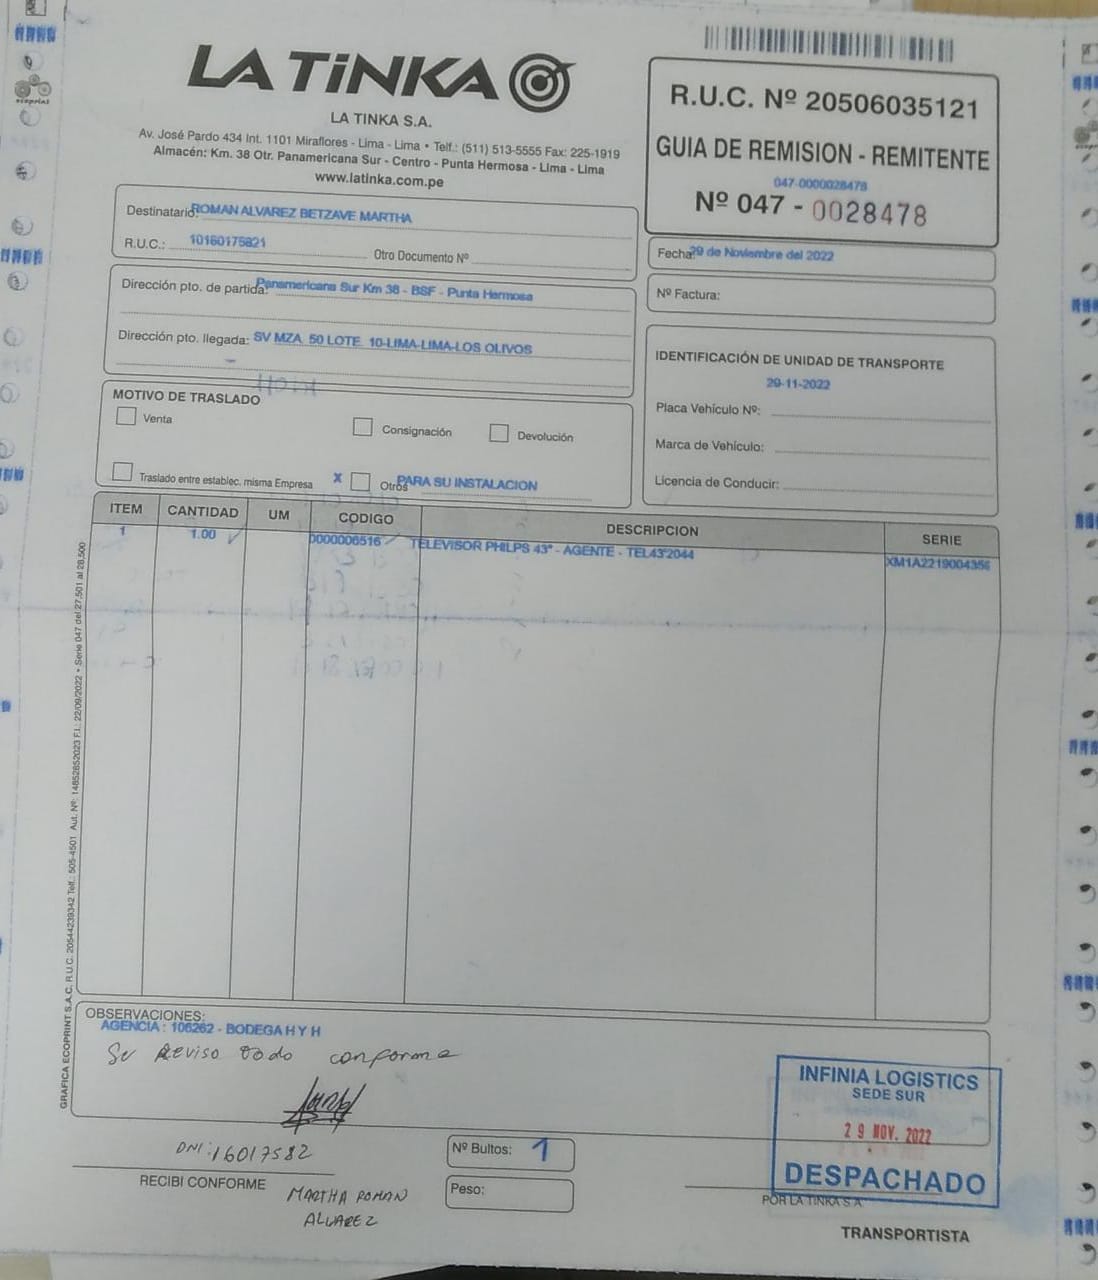 LA TiNKA
LA TINKA S.A.
Av. José Pardo 434 Int. 1101 Miraflores - Lima - Lima • Telf.: (511) 513-5555 Fax: 225-1919
Almacén: Km. 38 Otr. Panamericana Sur - Centro - Punta Hermosa - Lima - Lima
www.latinka.com.pe
R.U.C. Nº 20506035121
GUIA DE REMISION - REMITENTE
047-0000028478
Nº 047 - 0028478
Destinatario: ROMAN ALVAREZ BETZAVE MARTHA
R.U.C.: 10160175821
Otro Documento Nº
Fecha: 29 de Noviembre del 2022
Nº Factura:
Dirección pto. de partida: Panamericana Sur Km 38 - BSF - Punta Hermosa
Dirección pto. llegada: SV MZA. 50 LOTE. 10-LIMA-LIMA-LOS OLIVOS
IDENTIFICACIÓN DE UNIDAD DE TRANSPORTE
29-11-2022
Placa Vehículo Nº:
Marca de Vehículo:
Licencia de Conducir:
MOTIVO DE TRASLADO
Venta
Consignación
Devolución
Traslado entre establec. misma Empresa
X Otros PARA SU INSTALACION
ITEM CANTIDAD UM CODIGO DESCRIPCION SERIE
1 1.00 0000006516 TELEVISOR PHILPS 43" - AGENTE - TEL43'2044 XM1A2219004356
GRAFICA ECOPRINT S.A.C. R.U.C. 20544239342 Telf.: 505-4501 Aut. Nº: 14852852023 F.I.: 22/09/2022 • Serie 047 del 27,501 al 28,500
OBSERVACIONES:
AGENCIA : 106262 - BODEGA H Y H
Se Reviso todo conforme
DNI: 16017582
RECIBI CONFORME
MARTHA ROMAN
ALVAREZ
Nº Bultos: 1
Peso:
INFINIA LOGISTICS
SEDE SUR
29 NOV. 2022
DESPACHADO
POR LA TINKA S.A.
TRANSPORTISTA